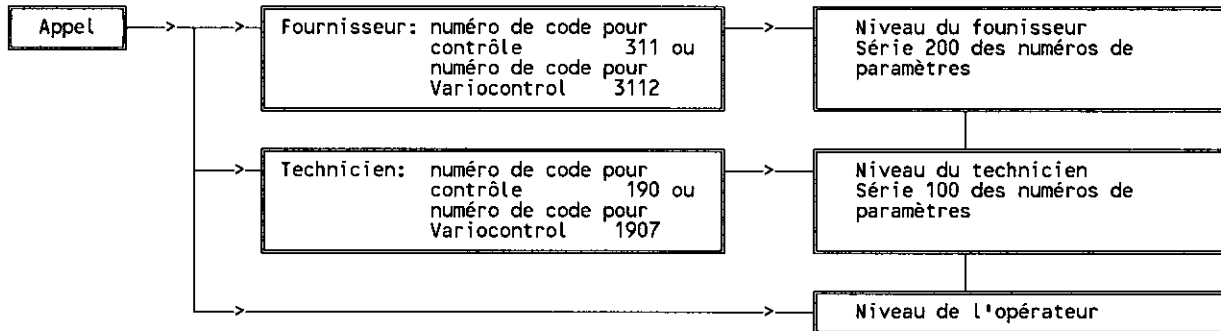 Appel
Fournisseur: numéro de code pour
contrôle 311 ou
numéro de code pour
Variocontrol 3112
Niveau du founisseur
Série 200 des numéros de
paramètres
Technicien: numéro de code pour
contrôle 190 ou
numéro de code pour
Variocontrol 1907
Niveau du technicien
Série 100 des numéros de
paramètres
Niveau de l'opérateur